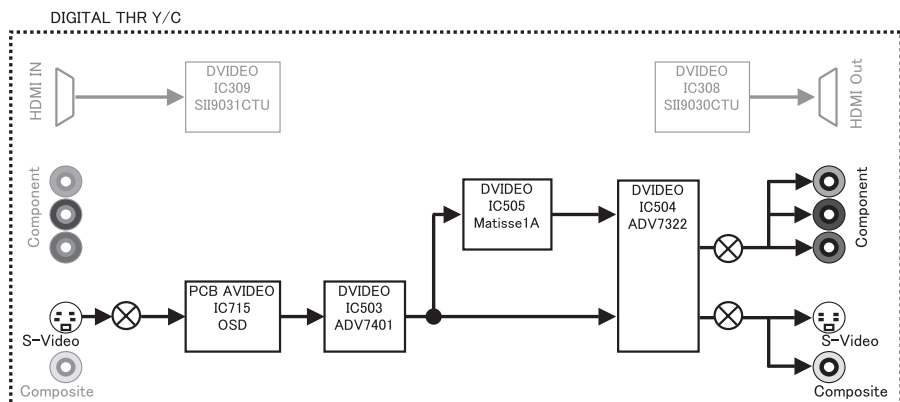 DIGITAL THR Y/C
HDMI IN
DVIDEO
IC309
SII9031CTU
DVIDEO
IC308
SII9030CTU
HDMI Out
Component
DVIDEO
IC505
Matisse1A
DVIDEO
IC504
ADV7322
Component
PCB AVIDEO
IC715
OSD
DVIDEO
IC503
ADV7401
S-Video
S-Video
Composite
Composite